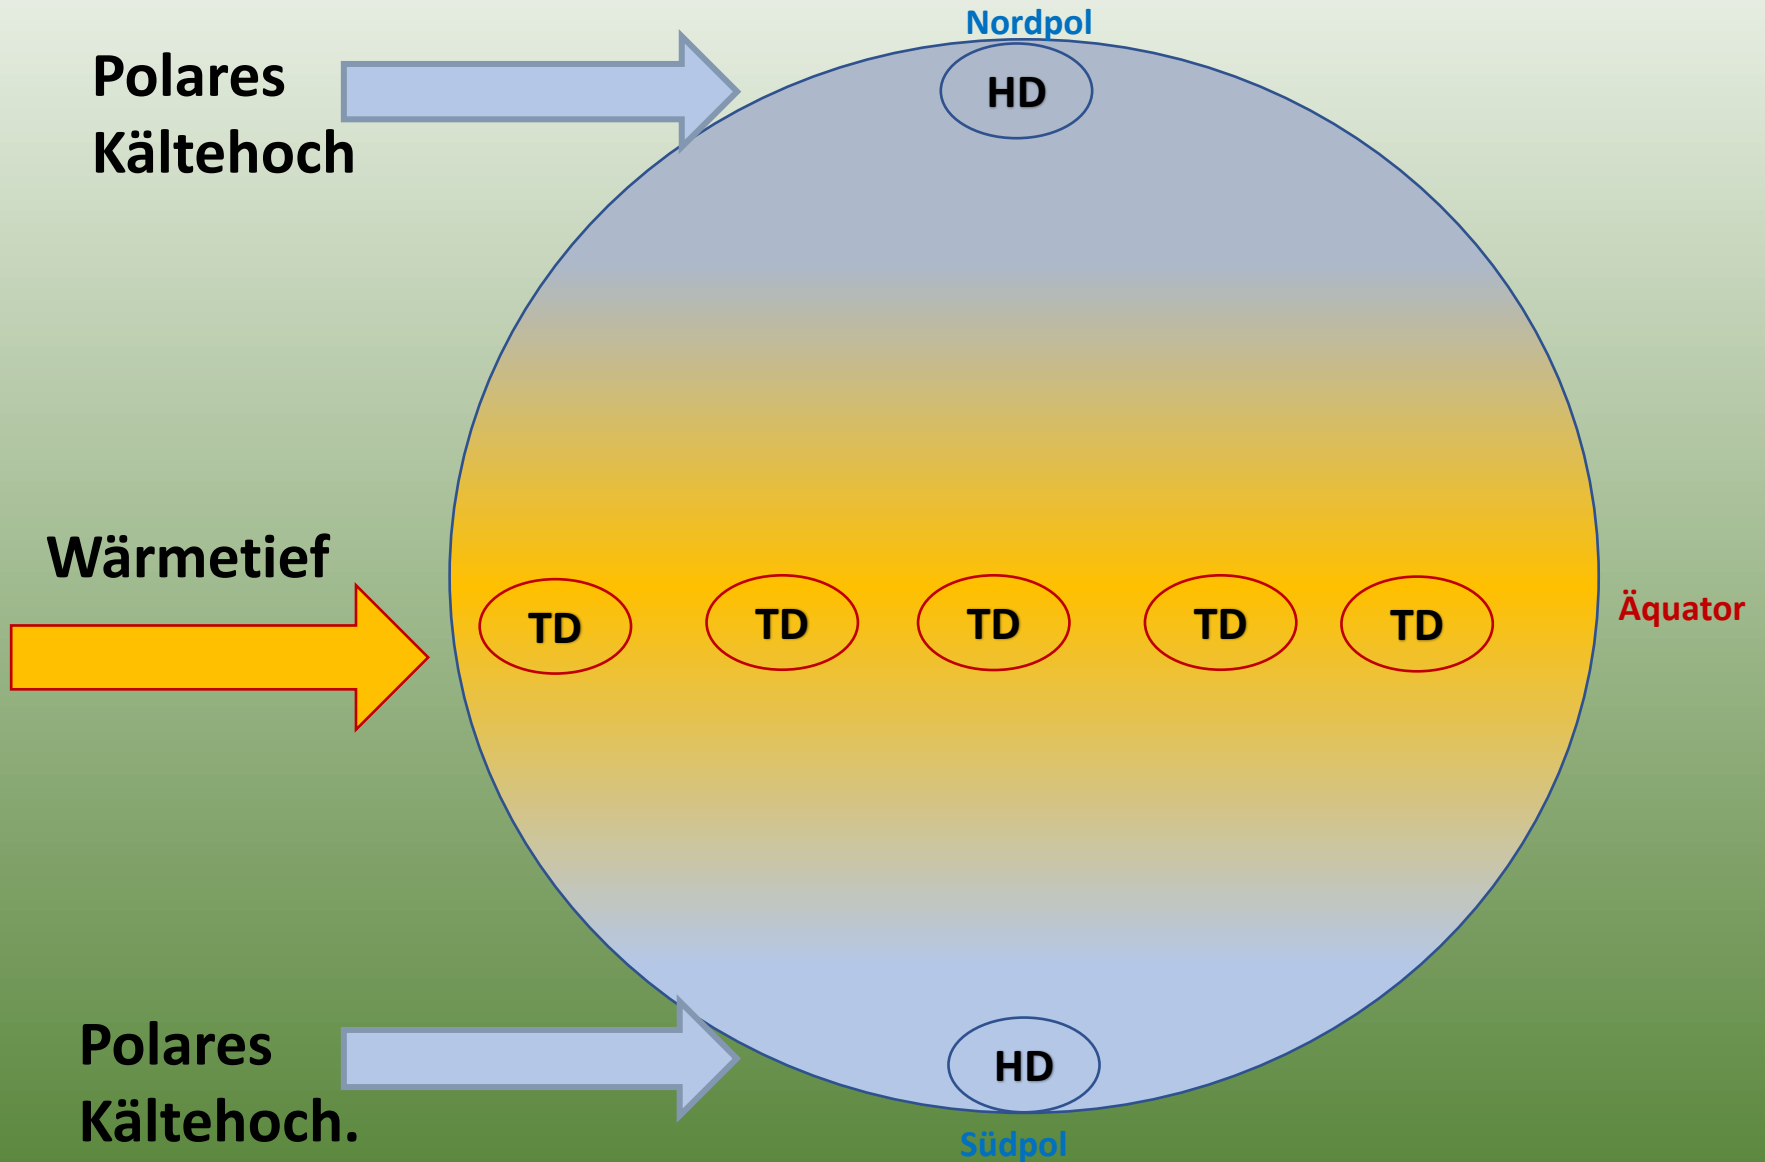 Nordpol
Polares
Kältehoch
HD
Wärmetief
TD
TD
TD
TD
TD
Äquator
Polares
Kältehoch.
HD
Südpol